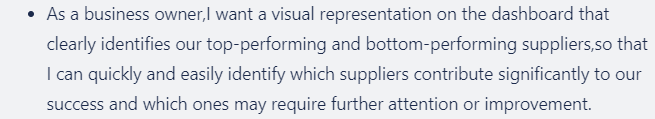 • As a business owner,I want a visual representation on the dashboard that
clearly identifies our top-performing and bottom-performing suppliers,so that
I can quickly and easily identify which suppliers contribute significantly to our
success and which ones may require further attention or improvement.